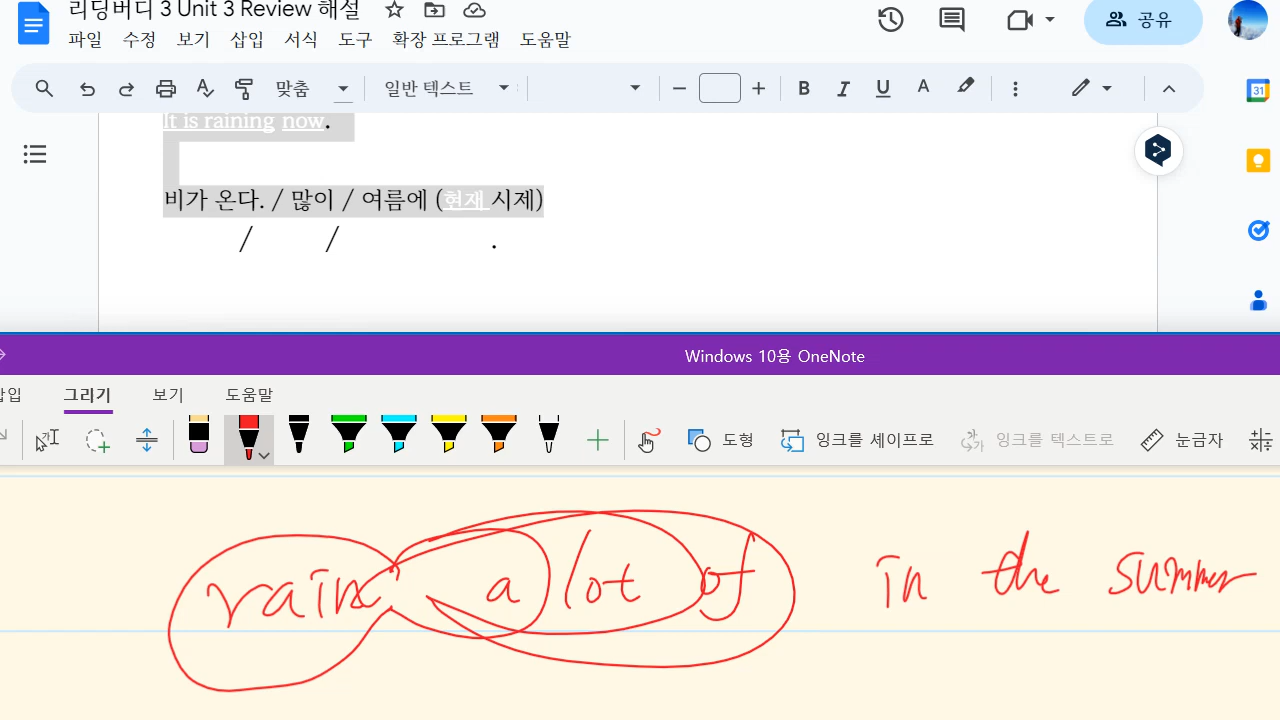 리딩버디 3 Unit 3 Review 해설
파일 수정 보기 삽입 서식 도구 확장 프로그램 도움말
공유
맞춤 일반 텍스트 B I U A
31
It is raining now.
비가 온다. / 많이 / 여름에 (현재 시제)
/ / .
Windows 10용 OneNote
삽입 그리기 보기 도움말
도형 잉크를 셰이프로 잉크를 텍스트로 눈금자
rain a lot of in the summer